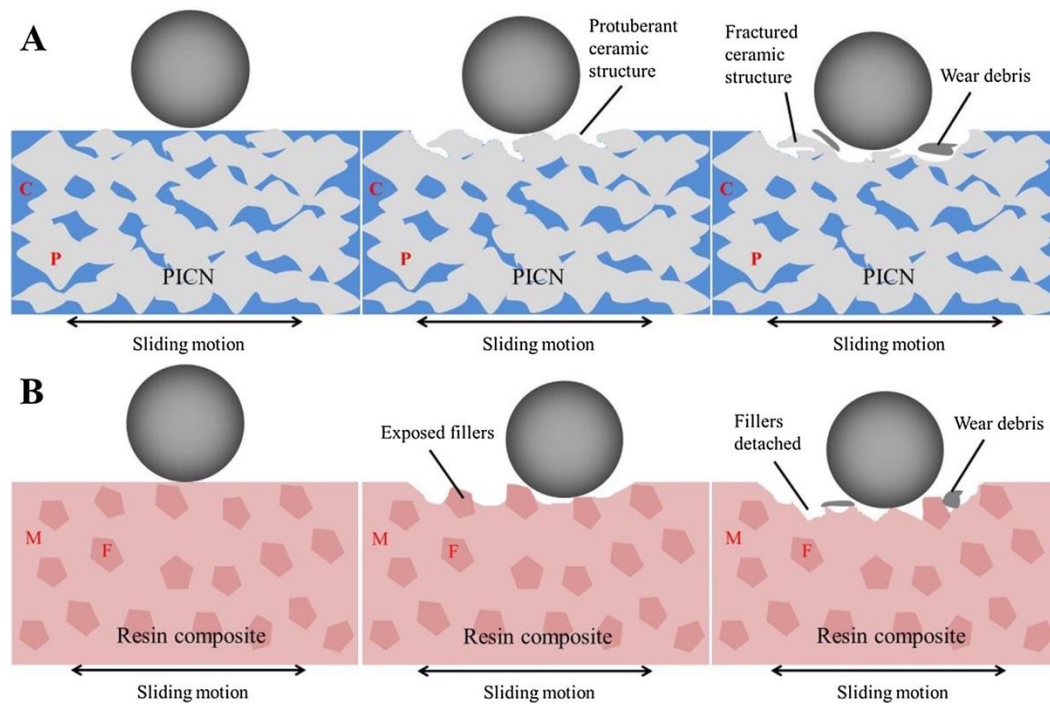 A
Protuberant
ceramic
structure
Fractured
ceramic
structure
Wear debris
C
P
PICN
C
P
PICN
C
P
PICN
Sliding motion
Sliding motion
Sliding motion
B
Exposed fillers
Fillers
detached
Wear debris
M
F
Resin composite
M
F
Resin composite
M
F
Resin composite
Sliding motion
Sliding motion
Sliding motion